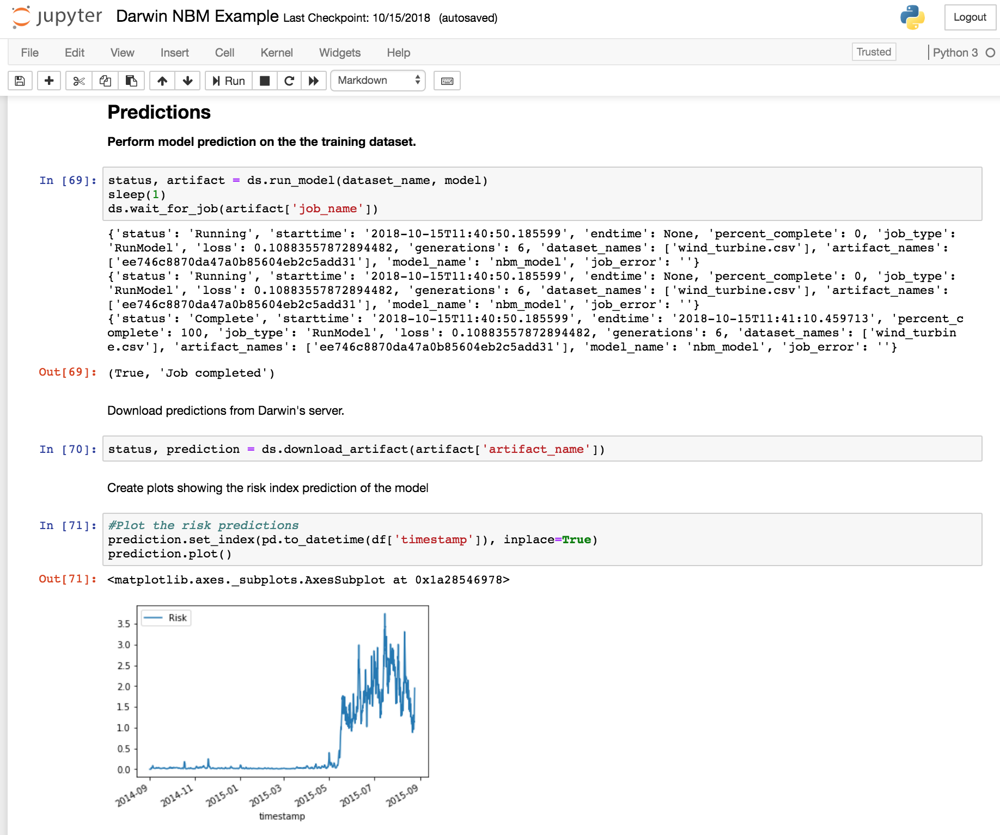 jupyter Darwin NBM Example Last Checkpoint: 10/15/2018 (autosaved) Logout
File Edit View Insert Cell Kernel Widgets Help Trusted Python 3
Run Markdown
Predictions
Perform model prediction on the the training dataset.
In [69]: status, artifact = ds.run_model(dataset_name, model)
sleep(1)
ds.wait_for_job(artifact['job_name'])
{'status': 'Running', 'starttime': '2018-10-15T11:40:50.185599', 'endtime': None, 'percent_complete': 0, 'job_type':
'RunModel', 'loss': 0.10883557872894482, 'generations': 6, 'dataset_names': ['wind_turbine.csv'], 'artifact_names':
['ee746c8870da47a0b85604eb2c5add31'], 'model_name': 'nbm_model', 'job_error': ''}
{'status': 'Running', 'starttime': '2018-10-15T11:40:50.185599', 'endtime': None, 'percent_complete': 0, 'job_type':
'RunModel', 'loss': 0.10883557872894482, 'generations': 6, 'dataset_names': ['wind_turbine.csv'], 'artifact_names':
['ee746c8870da47a0b85604eb2c5add31'], 'model_name': 'nbm_model', 'job_error': ''}
{'status': 'Complete', 'starttime': '2018-10-15T11:40:50.185599', 'endtime': '2018-10-15T11:41:10.459713', 'percent_c
omplete': 100, 'job_type': 'RunModel', 'loss': 0.10883557872894482, 'generations': 6, 'dataset_names': ['wind_turbin
e.csv'], 'artifact_names': ['ee746c8870da47a0b85604eb2c5add31'], 'model_name': 'nbm_model', 'job_error': ''}
Out[69]: (True, 'Job completed')
Download predictions from Darwin's server.
In [70]: status, prediction = ds.download_artifact(artifact['artifact_name'])
Create plots showing the risk index prediction of the model
In [71]: #Plot the risk predictions
prediction.set_index(pd.to_datetime(df['timestamp']), inplace=True)
prediction.plot()
Out[71]: <matplotlib.axes._subplots.AxesSubplot at 0x1a28546978>
Risk
3.5
3.0
2.5
2.0
1.5
1.0
0.5
0.0
2014-09 2014-11 2015-01 2015-03 2015-05 2015-07 2015-09
timestamp